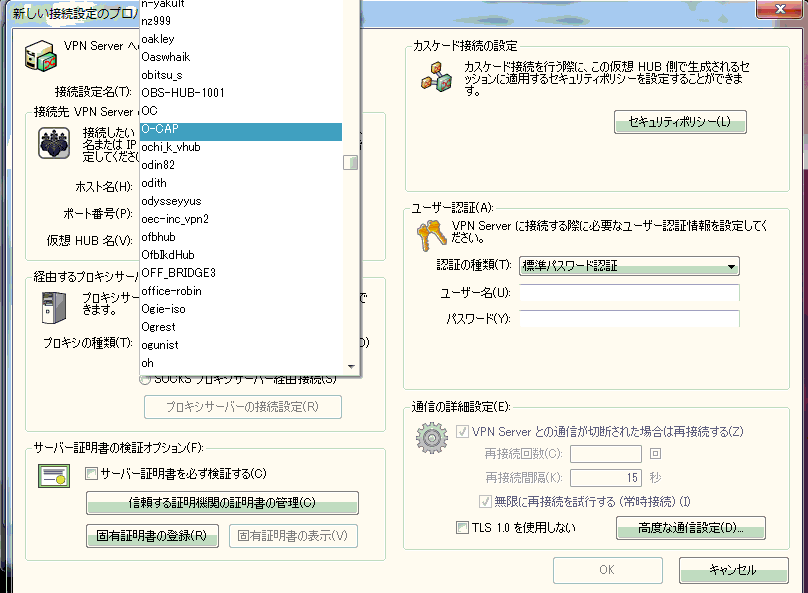 新しい接続設定のプロパ
VPN Server へ
接続設定名(T):
接続先 VPN Server
接続したい
名または IP
定してくださ
ホスト名(H):
ポート番号(P):
仮想 HUB 名(V):
経由するプロキシサーバ
プロキシサー
で
きます。
プロキシの種類(T):
SOCKS プロキシサーバー経由接続(S)
プロキシサーバーの接続設定(R)
サーバー証明書の検証オプション(F):
サーバー証明書を必ず検証する(C)
信頼する証明機関の証明書の管理(C)
固有証明書の登録(R)
固有証明書の表示(V)
n-yakult
nz999
oakley
Oaswhaik
obitsu_s
OBS-HUB-1001
OC
O-CAP
ochi_k_vhub
odin82
odith
odysseyyus
oec-inc_vpn2
ofbhub
OfbIkdHub
OFF_BRIDGE3
office-robin
Ogie-iso
Ogrest
ogunist
oh
カスケード接続の設定
カスケード接続を行う際に、この仮想 HUB 側で生成されるセ
ッションに適用するセキュリティポリシーを設定することができま
す。
セキュリティポリシー(L)
ユーザー認証(A):
VPN Server に接続する際に必要なユーザー認証情報を設定してく
ださい。
認証の種類(T):
標準パスワード認証
ユーザー名(U):
パスワード(Y):
通信の詳細設定(E):
VPN Server との通信が切断された場合は再接続する(Z)
再接続回数(C):
回
再接続間隔(K):
15
秒
無限に再接続を試行する (常時接続) (I)
TLS 1.0 を使用しない
高度な通信設定(D)...
OK
キャンセル